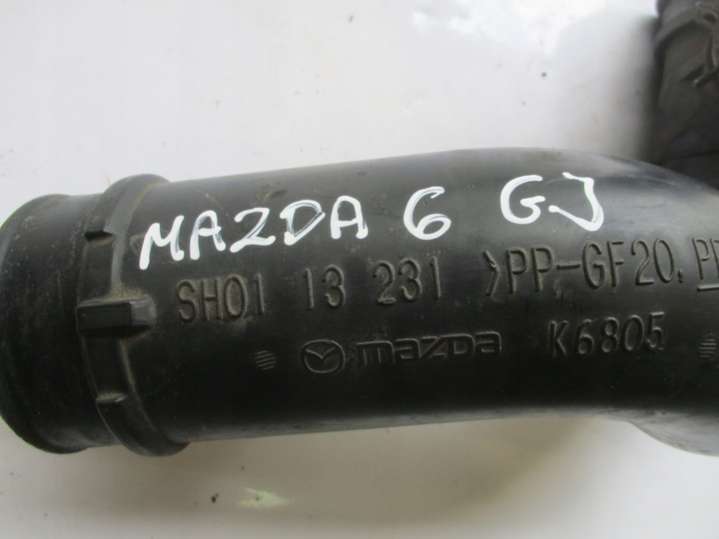 MAZDA 6 GJ
SH01 13 231 >PP-GF20, P
mazda K6805